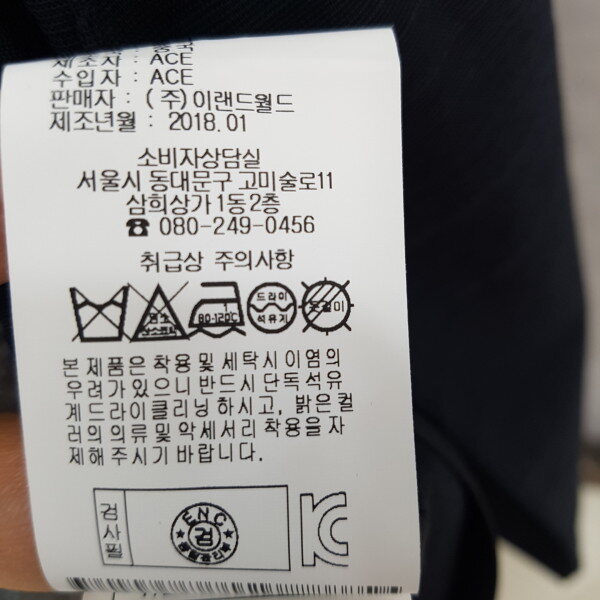 제조자 : ACE
수입자 : ACE
판매자 : (주)이랜드월드
제조년월 : 2018.01
소비자상담실
서울시 동대문구 고미술로11
삼희상가1동2층
☎ 080-249-0456
취급상 주의사항
80-120℃
드라이
석유계
본 제품은 착용 및 세탁시 이염의
우려가 있으니 반드시 단독 석유
계 드라이클리닝 하시고, 밝은 컬
러의 의류 및 악세서리 착용을 자
제해 주시기 바랍니다.
검사필
ENC
검